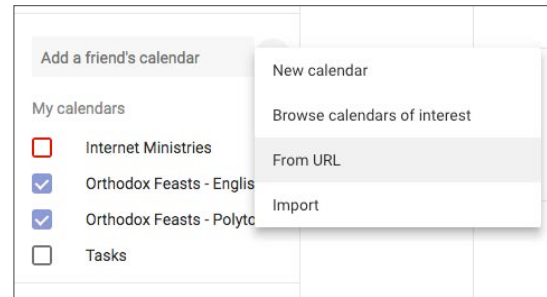 Add a friend's calendar
My calendars
Internet Ministries
Orthodox Feasts - Englis
Orthodox Feasts - Polyto
Tasks
New calendar
Browse calendars of interest
From URL
Import